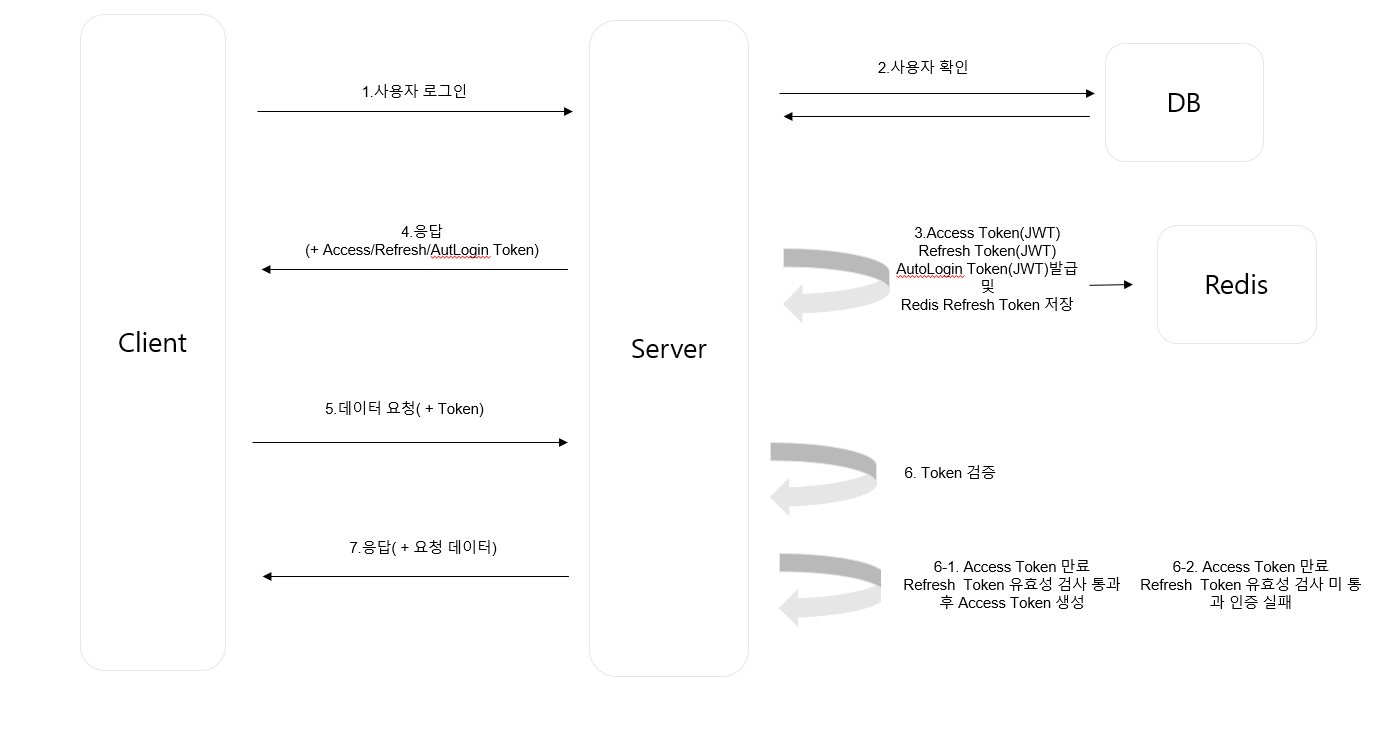 1.사용자 로그인
2.사용자 확인
DB
4.응답
(+ Access/Refresh/AutLogin Token)
3.Access Token(JWT)
Refresh Token(JWT)
AutoLogin Token(JWT)발급
및
Redis Refresh Token 저장
Redis
Client
Server
5.데이터 요청( + Token)
6. Token 검증
7.응답( + 요청 데이터)
6-1. Access Token 만료
Refresh  Token 유효성 검사 통과
후 Access Token 생성
6-2. Access Token 만료
Refresh  Token 유효성 검사 미 통
과 인증 실패